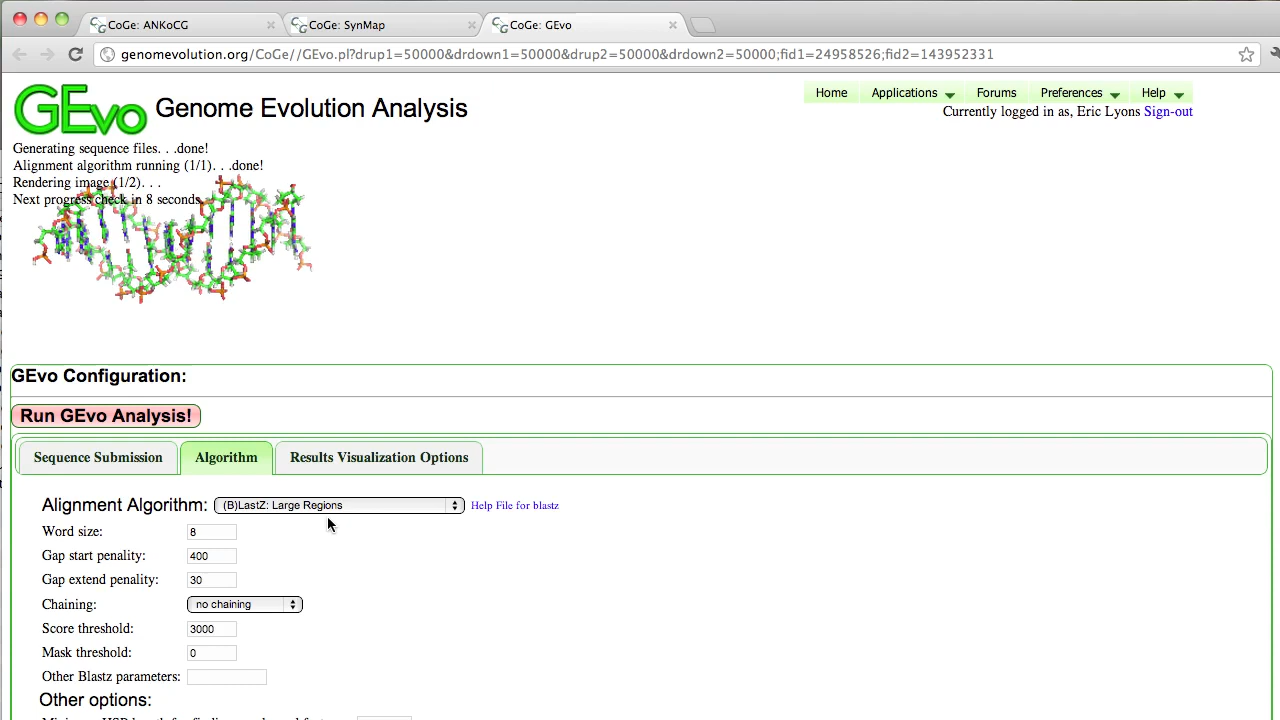 CoGe: ANKoCG
CoGe: SynMap
CoGe: GEvo
genomevolution.org/CoGe//GEvo.pl?drup1=50000&drdown1=50000&drup2=50000&drdown2=50000;fid1=24958526;fid2=143952331
GEvo Genome Evolution Analysis
Home Applications Forums Preferences Help
Currently logged in as, Eric Lyons Sign-out
Generating sequence files. . .done!
Alignment algorithm running (1/1). . .done!
Rendering image (1/2). . .
Next progress check in 8 seconds.
GEvo Configuration:
Run GEvo Analysis!
Sequence Submission Algorithm Results Visualization Options
Alignment Algorithm: (B)LastZ: Large Regions Help File for blastz
Word size: 8
Gap start penality: 400
Gap extend penality: 30
Chaining: no chaining
Score threshold: 3000
Mask threshold: 0
Other Blastz parameters:
Other options: